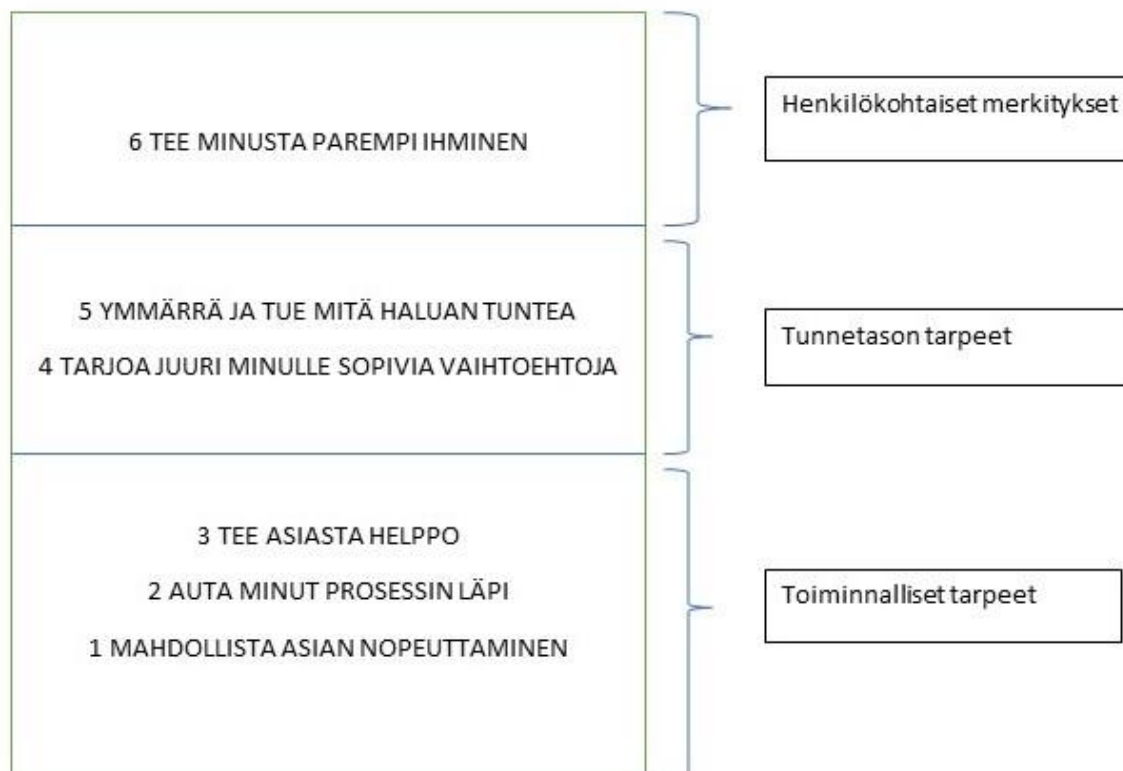 6 TEE MINUSTA PAREMPI IHMINEN
Henkilökohtaiset merkitykset
5 YMMÄRRÄ JA TUE MITÄ HALUAN TUNTEA
4 TARJOA JUURI MINULLE SOPIVIA VAIHTOEHTOJA
Tunnetason tarpeet
3 TEE ASIASTA HELPPO
2 AUTA MINUT PROSESSIN LÄPI
1 MAHDOLLISTA ASIAN NOPEUTTAMINEN
Toiminnalliset tarpeet